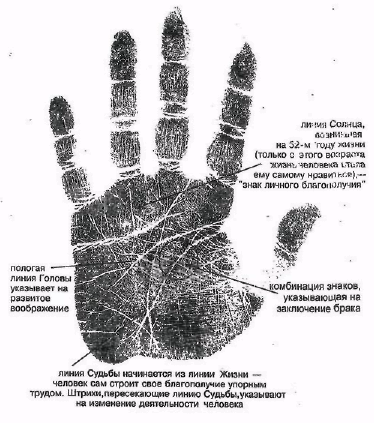 линия Солнца,
возникшая
на 52-м году жизни
(только с этого возраста
жизнь человека стала
ему самому нравиться),—
"знак личного благополучия"
пологая
линия Головы
указывает на
развитое
воображение
комбинация знаков,
указывающая на
заключение брака
линия Судьбы начинается из линии Жизни —
человек сам строит свое благополучие упорным
трудом. Штрихи,пересекающие линию Судьбы,указывают
на изменение деятельности человека